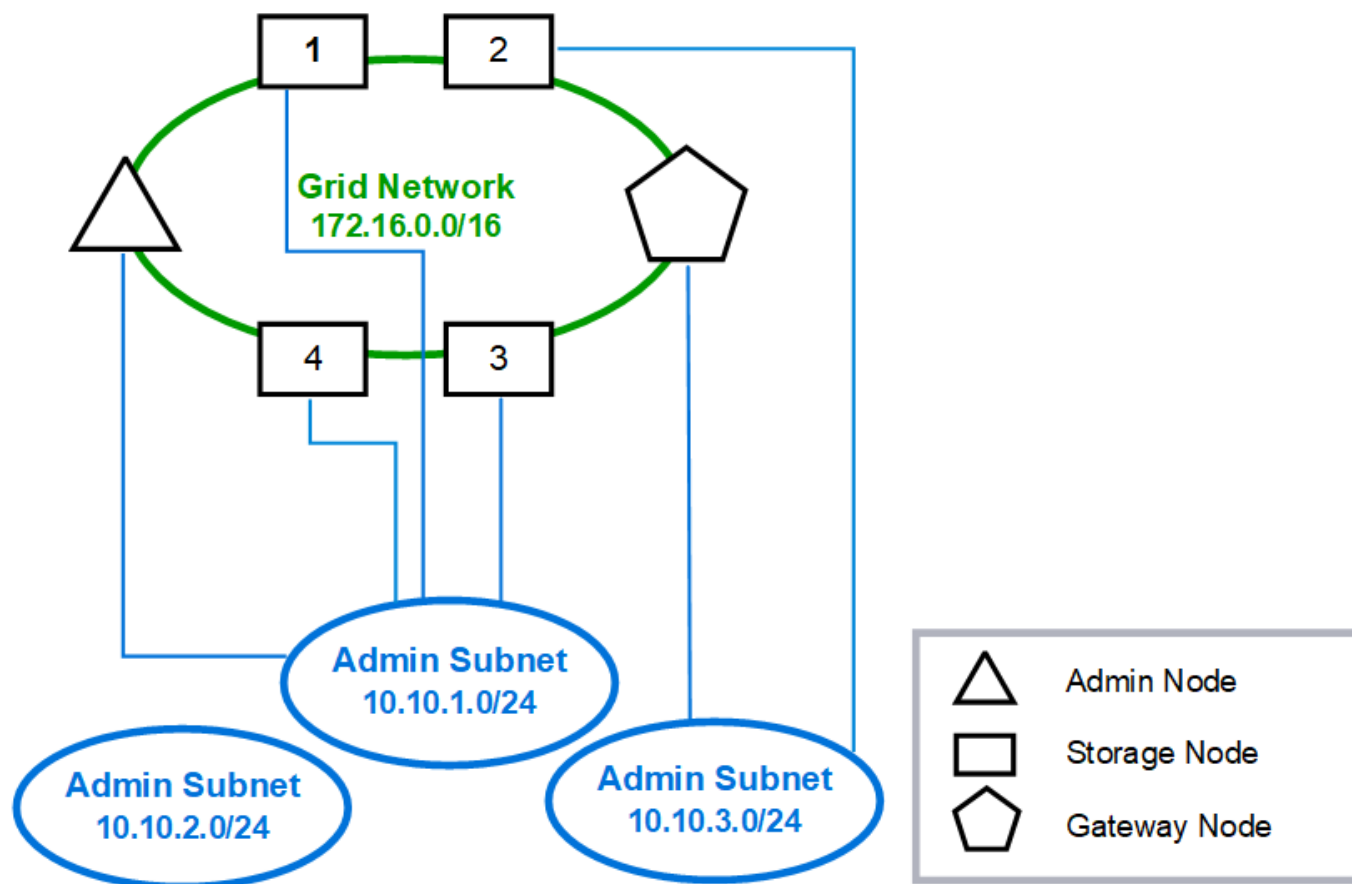 1
2
Grid Network
172.16.0.0/16
4
3
Admin Subnet
10.10.1.0/24
Admin Subnet
10.10.2.0/24
Admin Subnet
10.10.3.0/24
Admin Node
Storage Node
Gateway Node